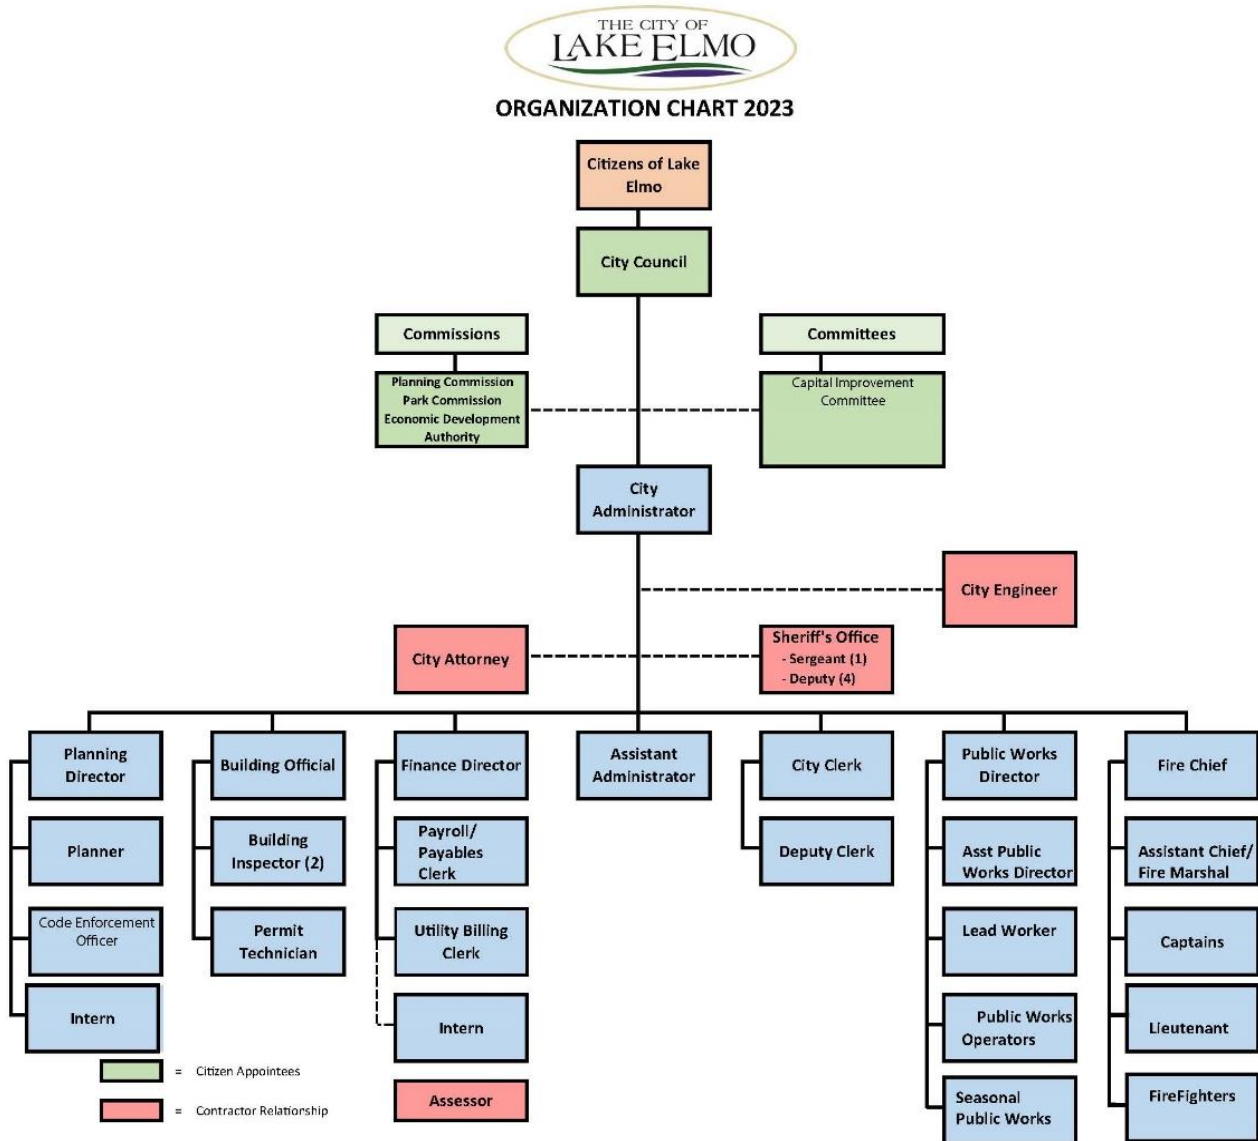 THE CITY OF
LAKE ELMO
ORGANIZATION CHART 2023
Citizens of Lake
Elmo
City Council
Commissions
Committees
Planning Commission
Park Commission
Economic Development
Authority
Capital Improvement
Committee
City
Administrator
City Engineer
City Attorney
Sheriff's Office
- Sergeant (1)
- Deputy (4)
Planning
Director
Building Official
Finance Director
Assistant
Administrator
City Clerk
Public Works
Director
Fire Chief
Planner
Building
Inspector (2)
Payroll/
Payables
Clerk
Deputy Clerk
Asst Public
Works Director
Assistant Chief/
Fire Marshal
Code Enforcement
Officer
Permit
Technician
Utility Billing
Clerk
Lead Worker
Captains
Intern
Intern
Public Works
Operators
Lieutenant
= Citizen Appointees
= Contractor Relationship
Assessor
Seasonal
Public Works
FireFighters